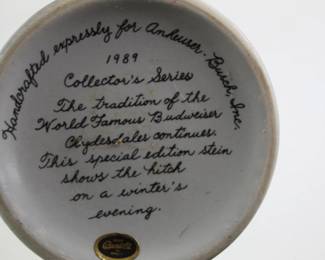 Handcrafted expressly for Anheuser-Busch, Inc.
1989
Collector's Series
The tradition of the
World Famous Budweiser
Clydesdales continues.
This special edition stein
shows the hitch
on a winter's
evening.